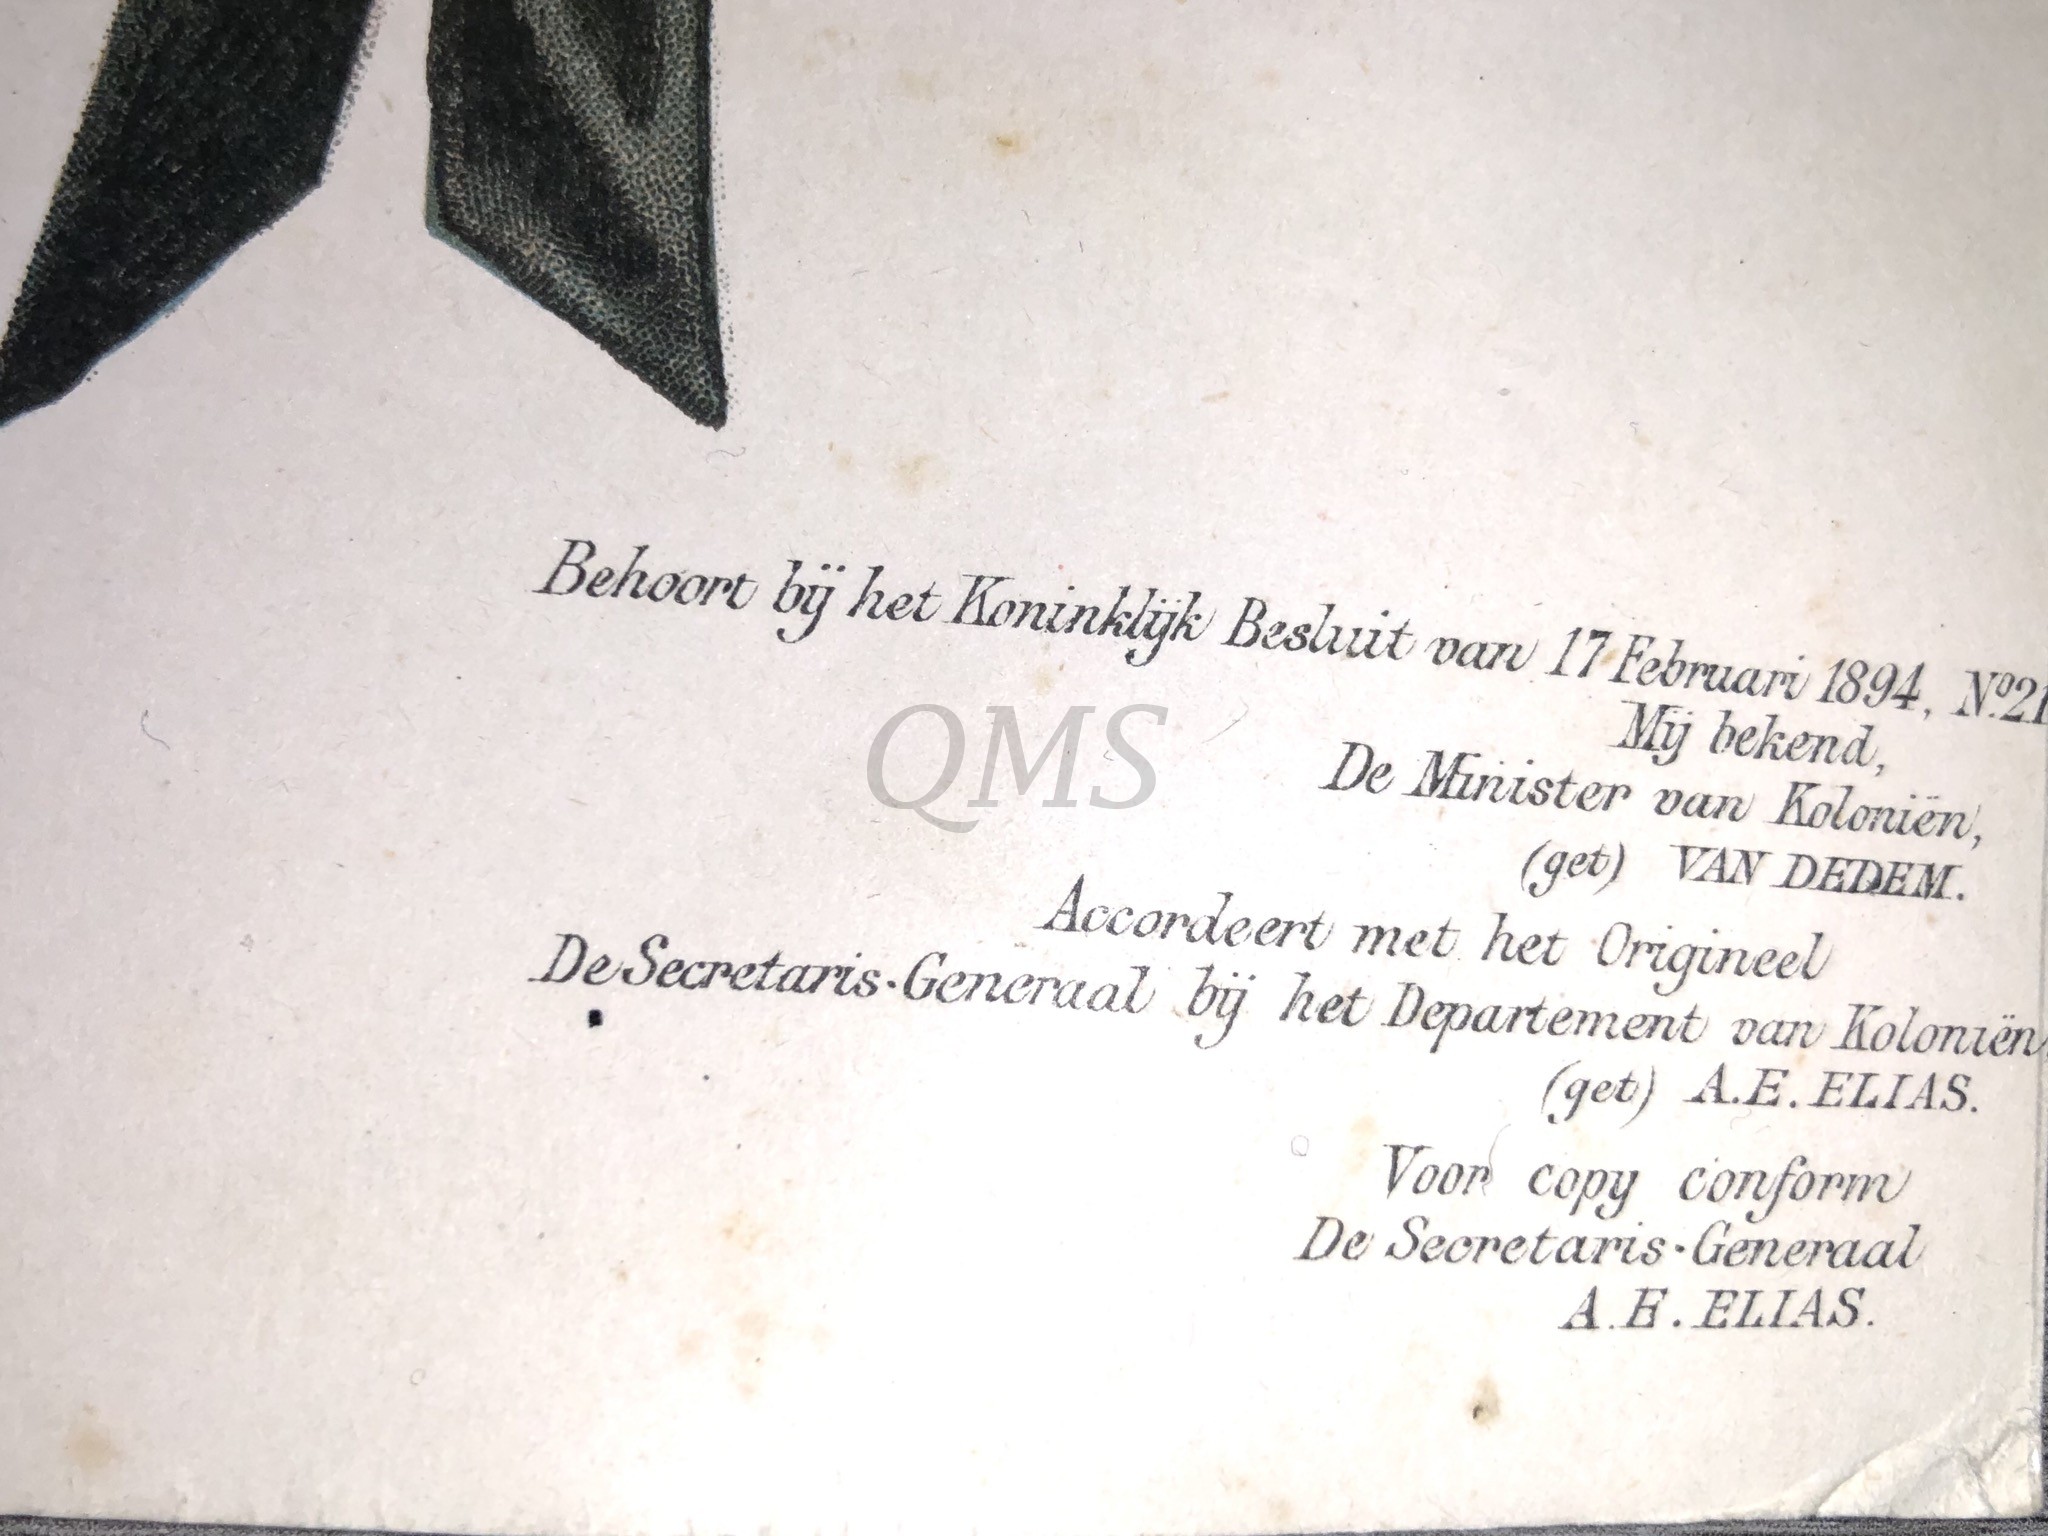 Behoort bij het Koninklijk Besluit van 17 Februari 1894, Nº.21
Mij bekend,
De Minister van Koloniën,
(get) VAN DEDEM.
Accordeert met het Origineel
De Secretaris-Generaal bij het Departement van Koloniën
(get) A.E. ELIAS.
Voor copy conform
De Secretaris-Generaal
A.E. ELIAS.
QMS